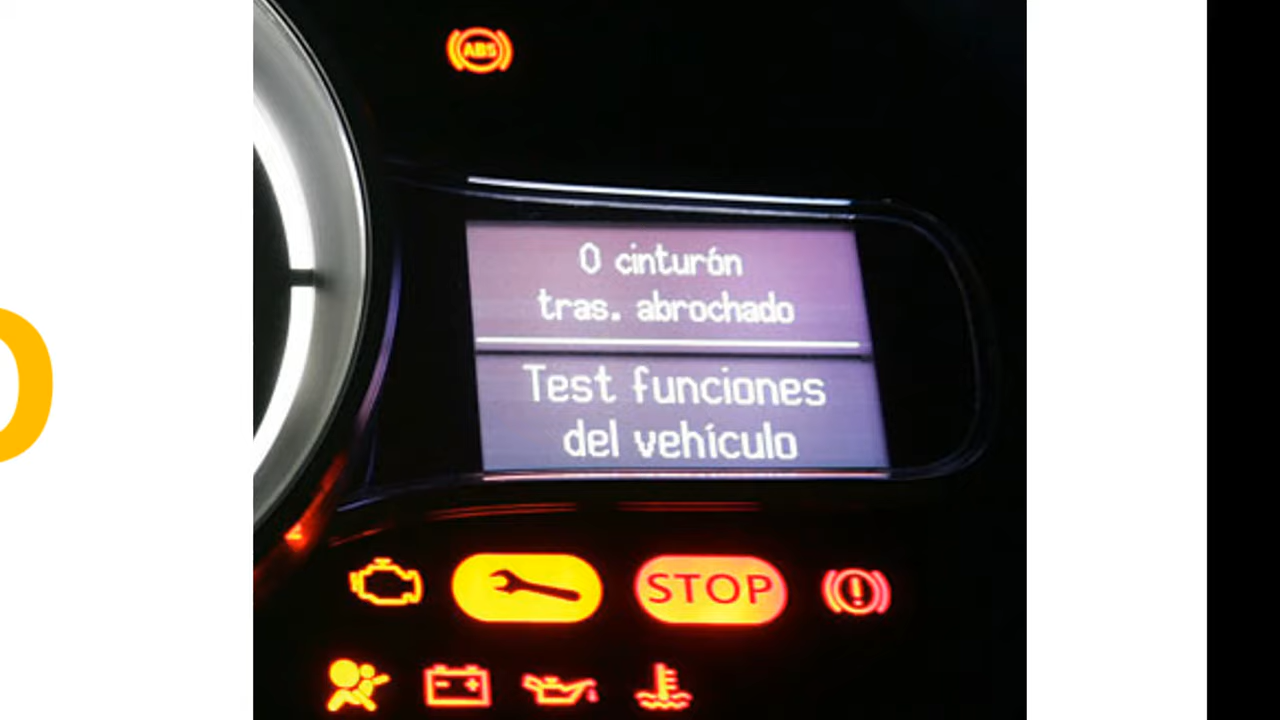 ABS
0 cinturón
tras. abrochado
Test funciones
del vehículo
STOP